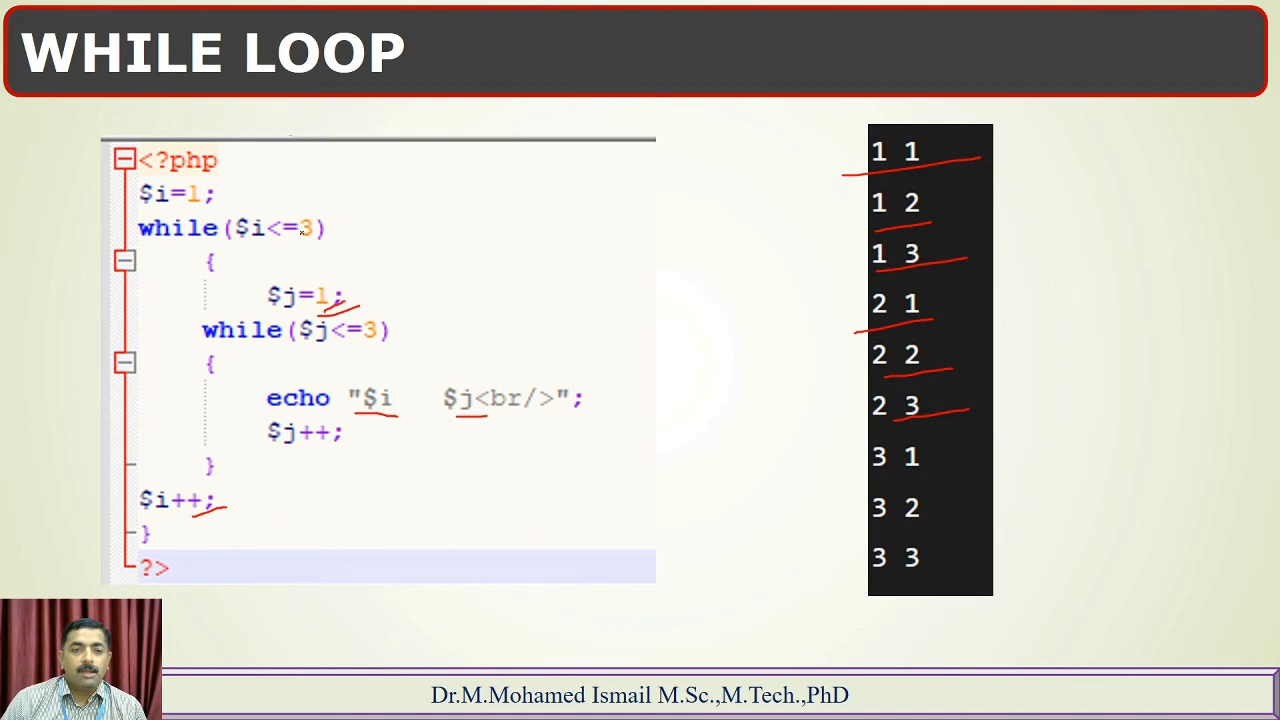 WHILE LOOP
<?php
$i=1;
while($i<=3)
{
$j=1;
while($j<=3)
{
echo "$i   $j<br/>";
$j++;
}
$i++;
}
?>
1 1
1 2
1 3
2 1
2 2
2 3
3 1
3 2
3 3
Dr.M.Mohamed Ismail M.Sc.,M.Tech.,PhD